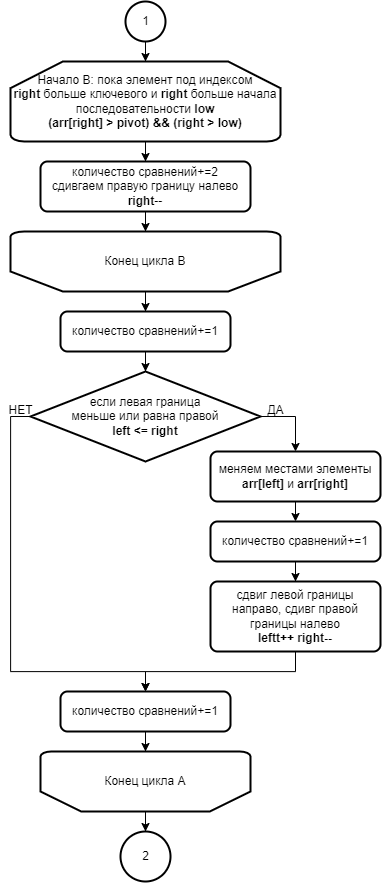 1
Начало B: пока элемент под индексом
right больше ключевого и right больше начала
последовательности low
(arr[right] > pivot) && (right > low)
количество сравнений+=2
сдивгаем правую границу налево
right--
Конец цикла B
количество сравнений+=1
если левая граница
меньше или равна правой
left <= right
НЕТ
ДА
меняем местами элементы
arr[left] и arr[right]
количество сравнений+=1
сдвиг левой границы
направо, сдивг правой
границы налево
leftt++ right--
количество сравнений+=1
Конец цикла А
2